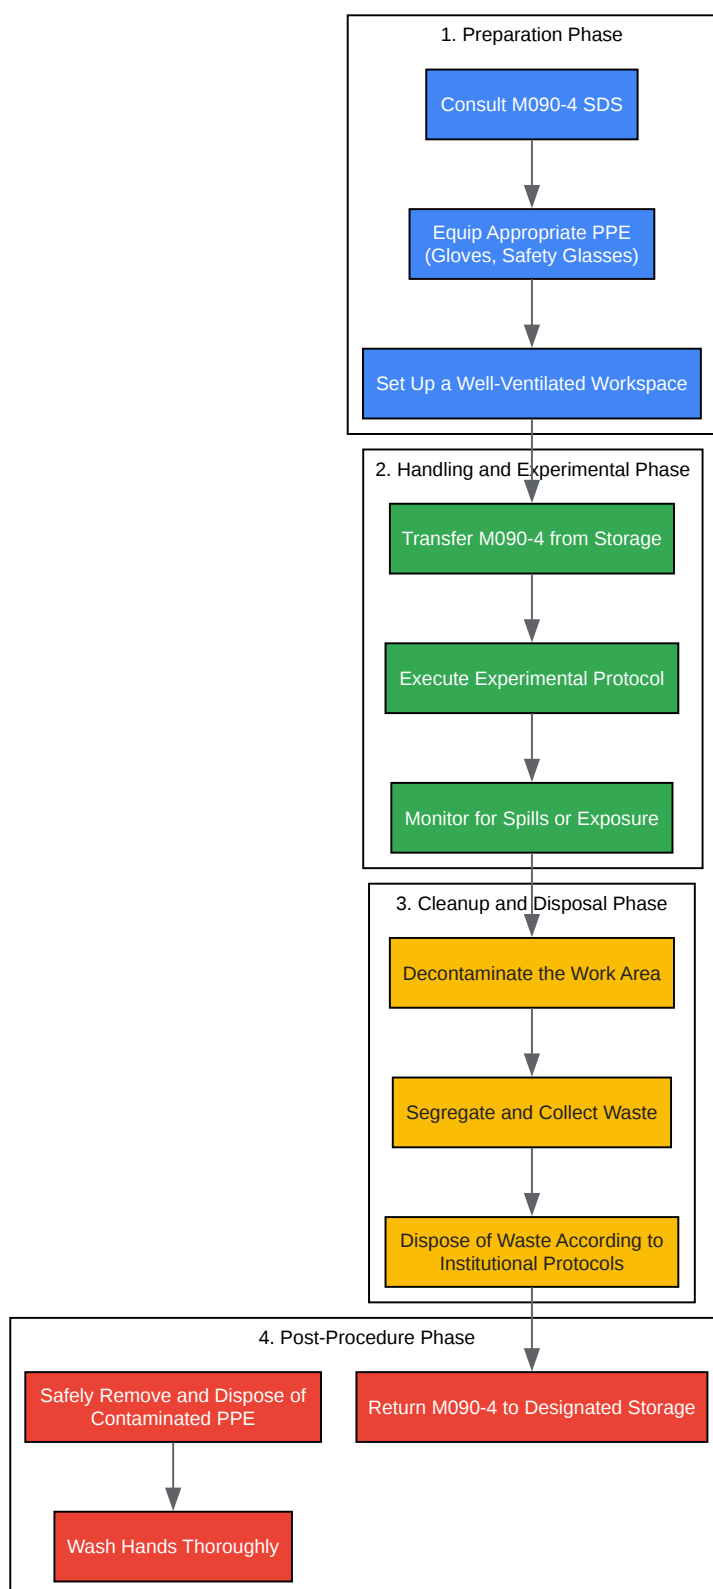 1. Preparation Phase
Consult M090-4 SDS
Equip Appropriate PPE
(Gloves, Safety Glasses)
Set Up a Well-Ventilated Workspace
2. Handling and Experimental Phase
Transfer M090-4 from Storage
Execute Experimental Protocol
Monitor for Spills or Exposure
3. Cleanup and Disposal Phase
Decontaminate the Work Area
Segregate and Collect Waste
Dispose of Waste According to
Institutional Protocols
4. Post-Procedure Phase
Safely Remove and Dispose of
Contaminated PPE
Return M090-4 to Designated Storage
Wash Hands Thoroughly